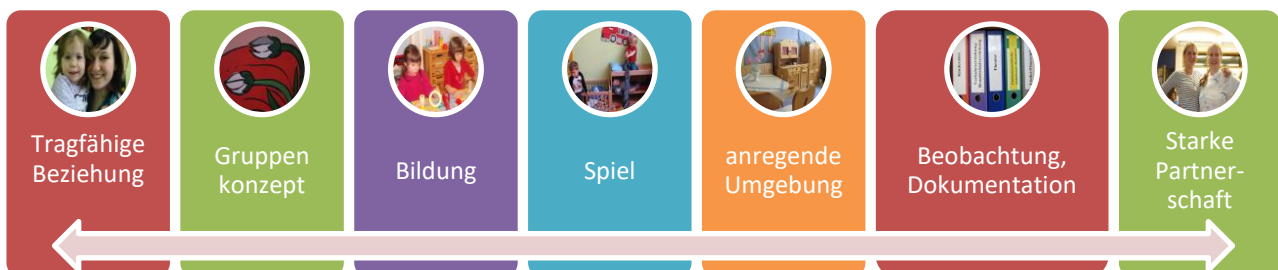 Tragfähige
Beziehung
Gruppen
konzept
Bildung
Spiel
anregende
Umgebung
Beobachtung,
Dokumentation
Starke
Partner-
schaft